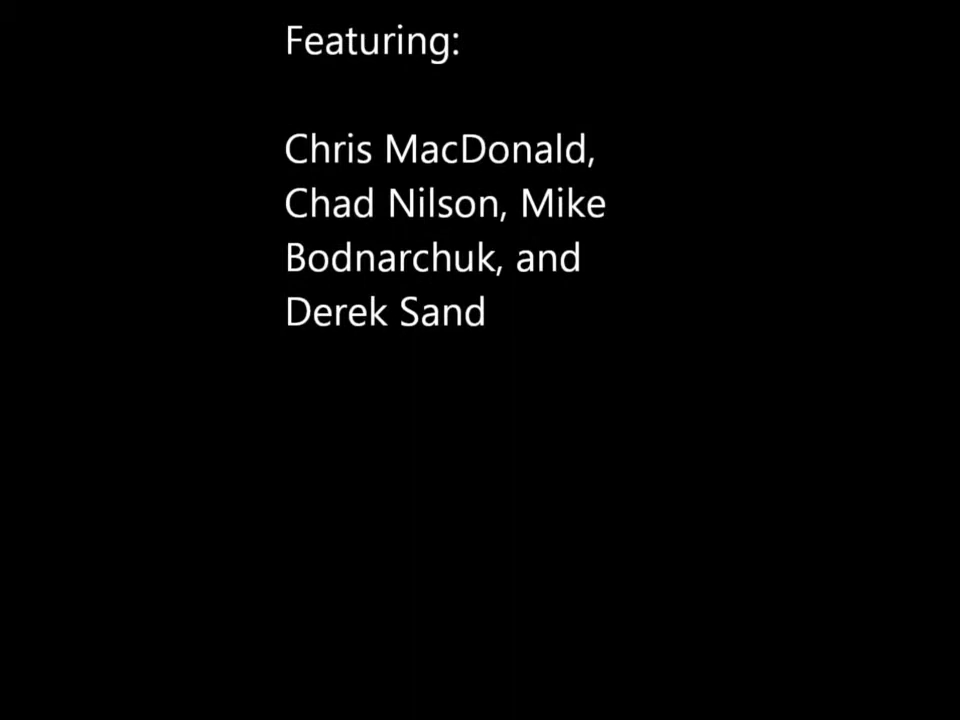 Featuring:
Chris MacDonald,
Chad Nilson, Mike
Bodnarchuk, and
Derek Sand